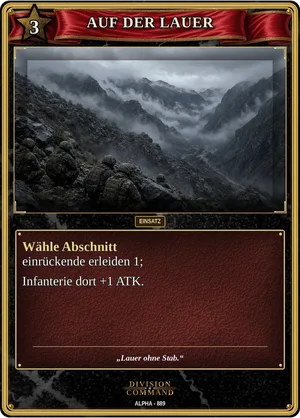 3
AUF DER LAUER
EINSATZ
Wähle Abschnitt
einrückende erleiden 1;
Infanterie dort +1 ATK.
„Lauer ohne Stab.“
DIVISION
COMMAND
ALPHA - 889